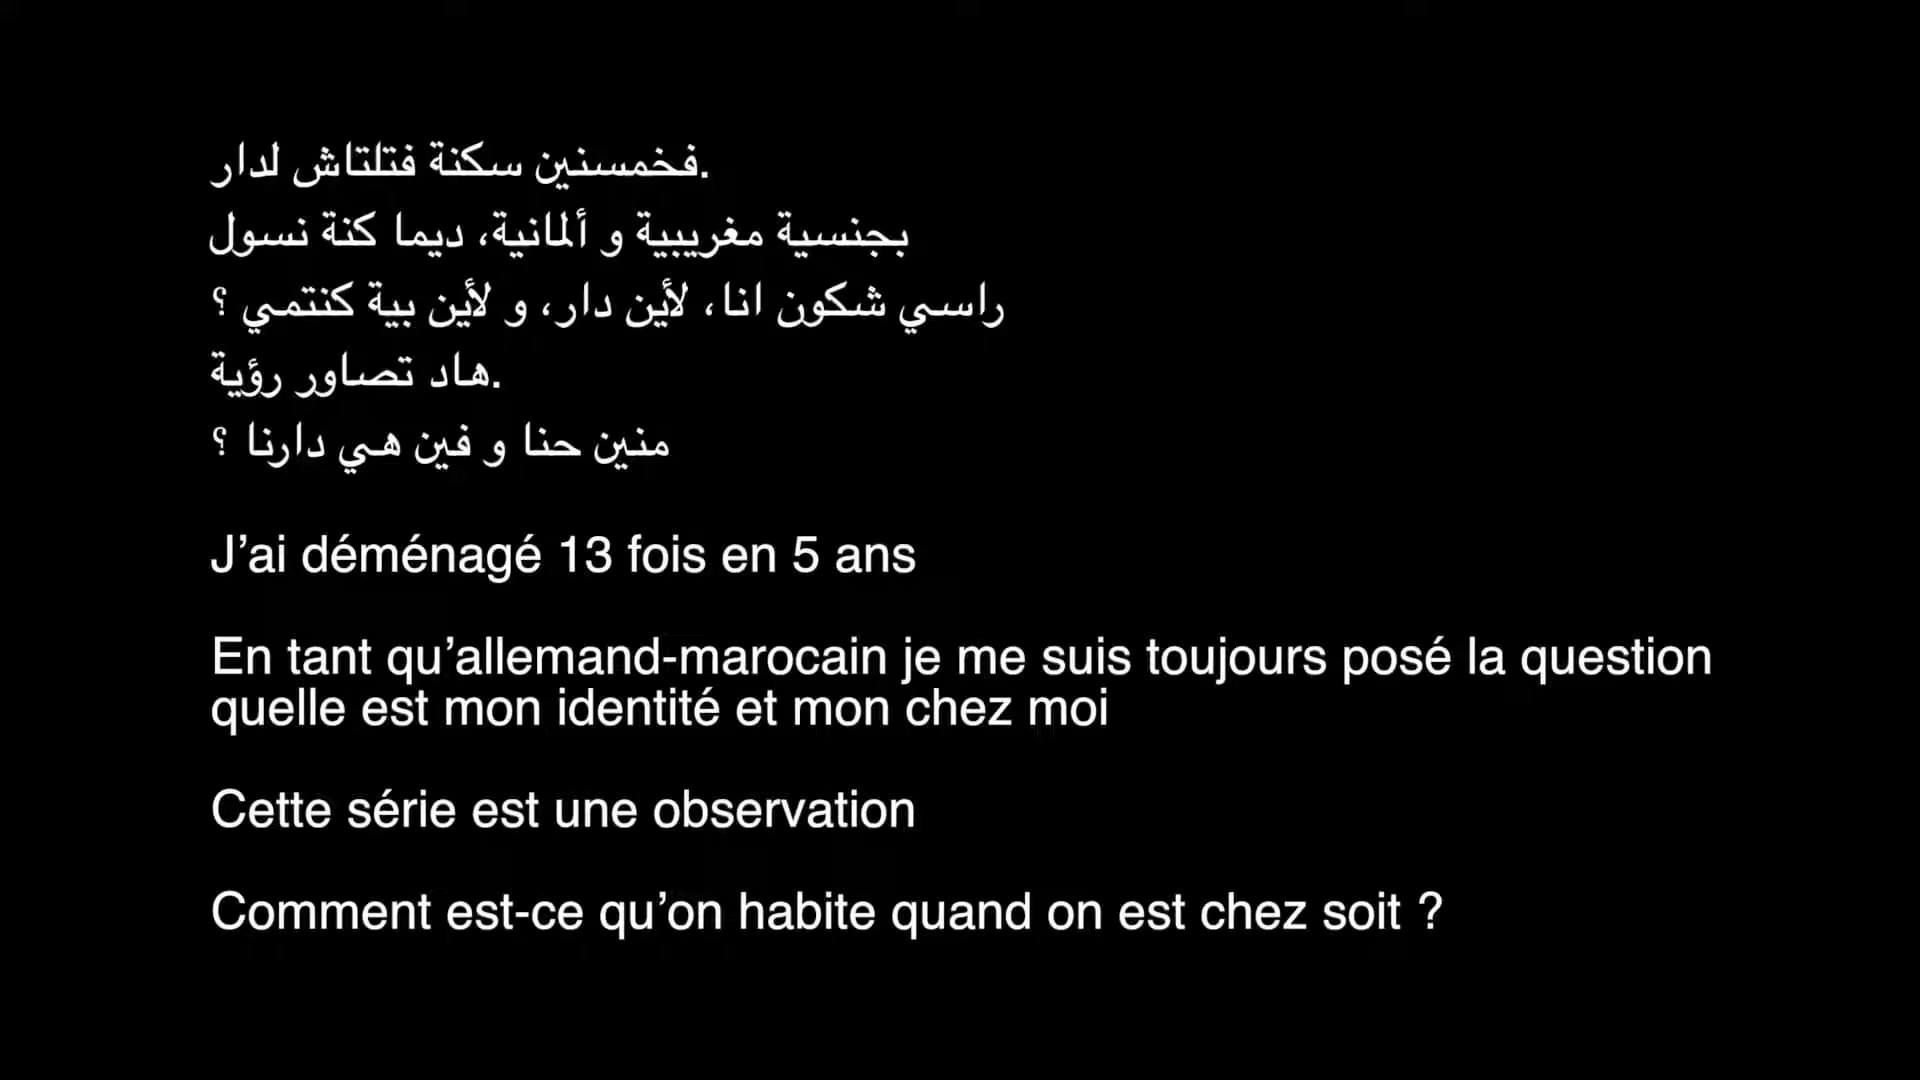 فخمسنين سكنة فتلتاش لدار.
بجنسية مغريبية و ألمانية، ديما كنة نسول
راسي شكون انا، لأين دار، و لأين بية كنتمي ؟
هاد تصاور رؤية.
منين حنا و فين هي دارنا ؟
J’ai déménagé 13 fois en 5 ans
En tant qu’allemand-marocain je me suis toujours posé la question
quelle est mon identité et mon chez moi
Cette série est une observation
Comment est-ce qu’on habite quand on est chez soit ?